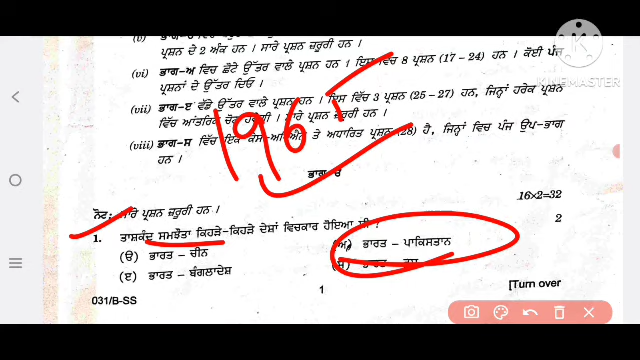 ਪ੍ਰਸ਼ਨ ਦੇ 2 ਅੰਕ ਹਨ । ਸਾਰੇ ਪ੍ਰਸ਼ਨ ਜ਼ਰੂਰੀ ਹਨ ।
(vi) ਭਾਗ-ਅ ਵਿਚ ਛੋਟੇ ਉੱਤਰ ਵਾਲੇ ਪ੍ਰਸ਼ਨ ਹਨ । ਇਸ ਵਿੱਚ 8 ਪ੍ਰਸ਼ਨ (17 – 24) ਹਨ । ਕੋਈ ਪੰਜ
ਪ੍ਰਸ਼ਨਾਂ ਦੇ ਉੱਤਰ ਦਿਓ ।
(vii) ਭਾਗ-ੲ ਵੱਡੇ ਉੱਤਰ ਵਾਲੇ ਪ੍ਰਸ਼ਨ ਹਨ । ਇਸ ਵਿੱਚ 3 ਪ੍ਰਸ਼ਨ (25 – 27) ਹਨ, ਜਿਨ੍ਹਾਂ ਹਰੇਕ ਪ੍ਰਸ਼ਨ
ਵਿੱਚ ਆਂਤਰਿਕ ਚੋਣ ਹੋਵੇਗੀ । ਸਾਰੇ ਪ੍ਰਸ਼ਨ ਜ਼ਰੂਰੀ ਹਨ ।
(viii) ਭਾਗ-ਸ ਵਿੱਚ ਇਕ ਤੇ ਅਧਾਰਿਤ ਪ੍ਰਸ਼ਨ (28) ਹੈ, ਜਿਨ੍ਹਾਂ ਵਿਚ ਪੰਜ ਉਪ-ਭਾਗ
ਹਨ ।
1965
ਭਾਗ-ੳ
ਨੋਟ: ਸਾਰੇ ਪ੍ਰਸ਼ਨ ਜ਼ਰੂਰੀ ਹਨ ।
16×2=32
1. ਤਾਸ਼ਕੰਦ ਸਮਝੌਤਾ ਕਿਹੜੇ-ਕਿਹੜੇ ਦੇਸ਼ਾਂ ਵਿਚਕਾਰ ਹੋਇਆ ਸੀ ? 2
(ੳ) ਭਾਰਤ – ਚੀਨ (ਅ) ਭਾਰਤ – ਪਾਕਿਸਤਾਨ
(ੲ) ਭਾਰਤ – ਬੰਗਲਾਦੇਸ਼ (ਸ) ਭਾਰਤ – ਰੂਸ
031/B-SS 1 [Turn over
KINEMASTER